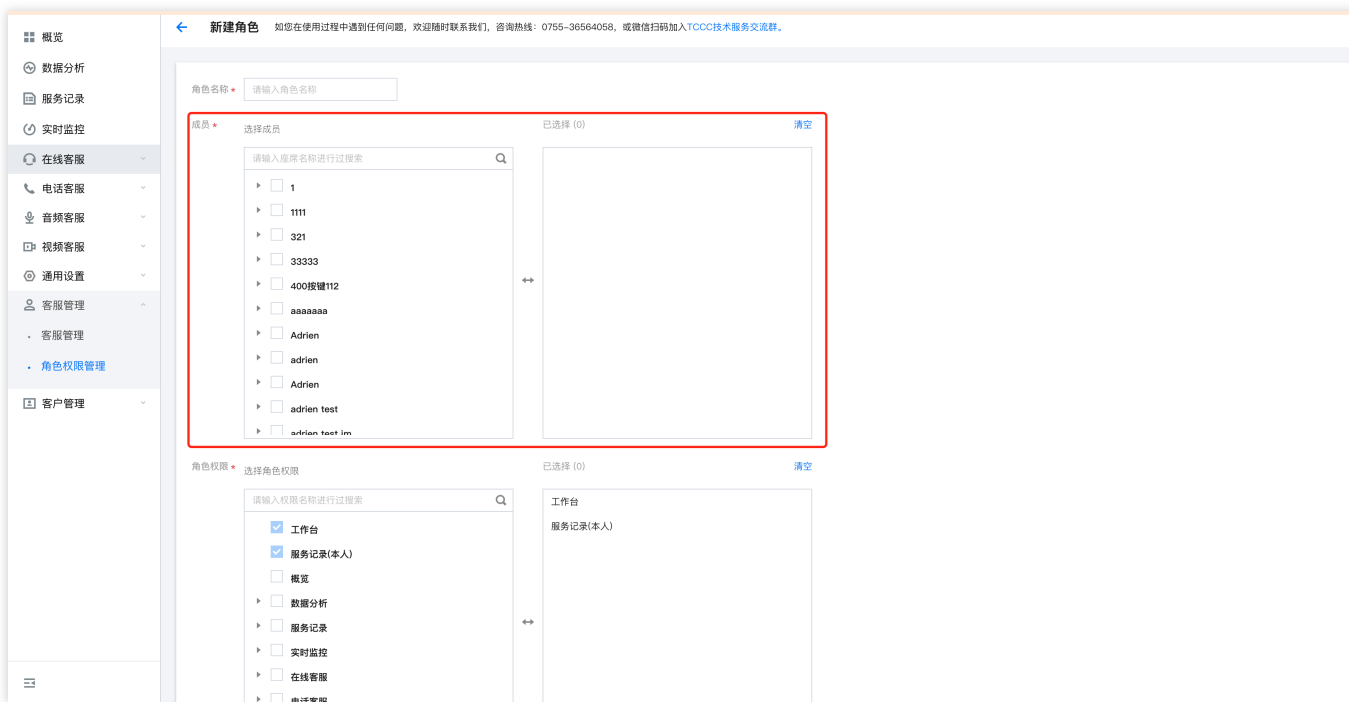 概览
数据分析
服务记录
实时监控
在线客服
电话客服
音频客服
视频客服
通用设置
客服管理
客服管理
角色权限管理
客户管理
新建角色 如您在使用过程中遇到任何问题，欢迎随时联系我们，咨询热线：0755-36564058，或微信扫码加入TCCC技术服务交流群。
角色名称 * 请输入角色名称
成员 * 选择成员 已选择 (0) 清空
请输入座席名称进行过搜索
1
1111
321
33333
400按键112
aaaaaaa
Adrien
adrien
Adrien
adrien test
adrien test im
角色权限 * 选择角色权限 已选择 (0) 清空
请输入权限名称进行过搜索
工作台
服务记录(本人)
概览
数据分析
服务记录
实时监控
在线客服
电话客服
工作台
服务记录(本人)